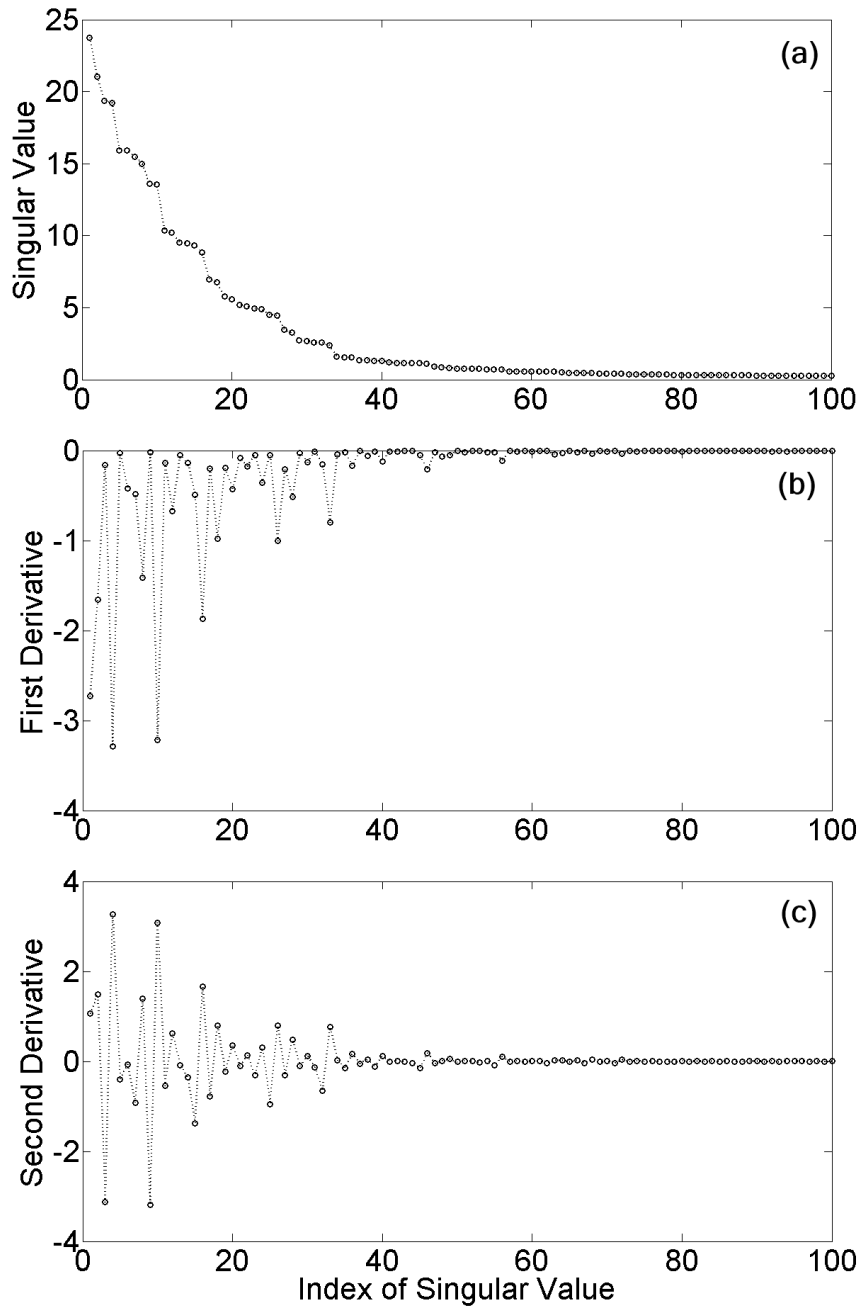 (a)
Singular Value
25
20
15
10
5
0
0 20 40 60 80 100
(b)
First Derivative
0
-1
-2
-3
-4
0 20 40 60 80 100
(c)
Second Derivative
4
2
0
-2
-4
0 20 40 60 80 100
Index of Singular Value